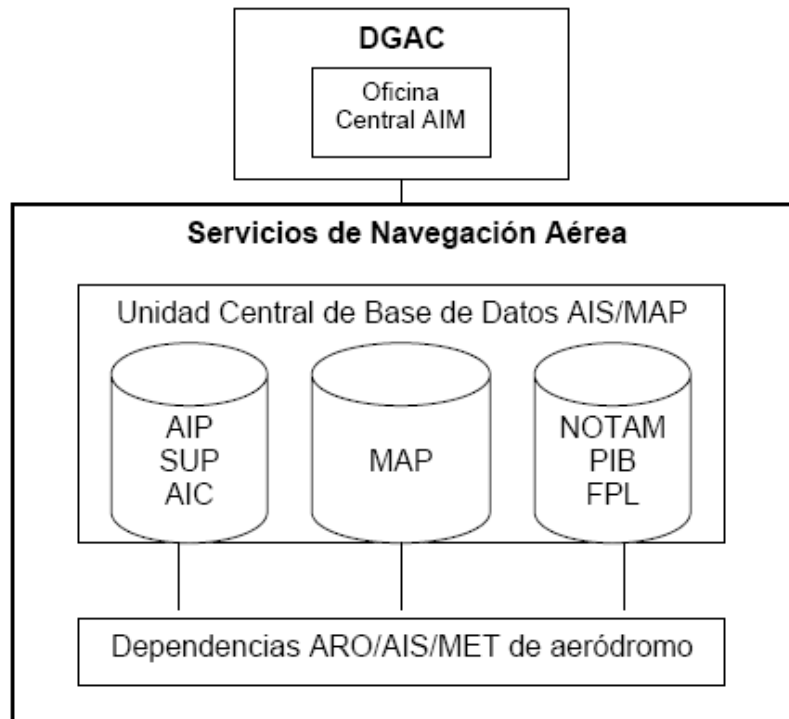 DGAC
Oficina
Central AIM
Servicios de Navegación Aérea
Unidad Central de Base de Datos AIS/MAP
AIP
SUP
AIC
MAP
NOTAM
PIB
FPL
Dependencias ARO/AIS/MET de aeródromo